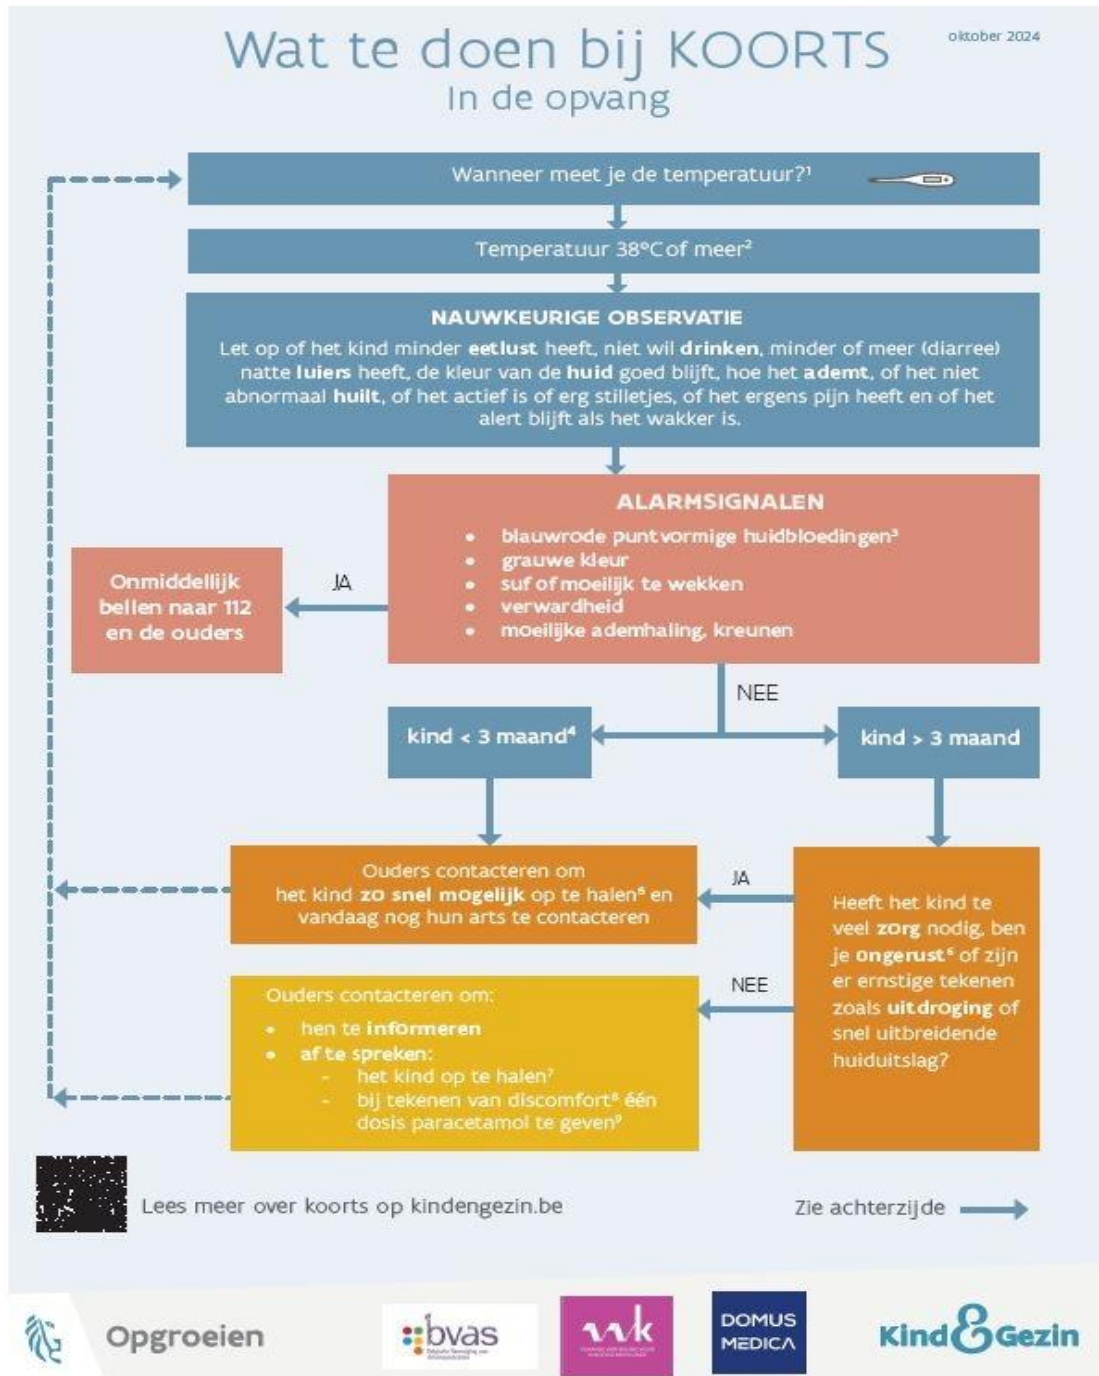 Wat te doen bij KOORTS
oktober 2024
In de opvang
Wanneer meet je de temperatuur?¹
Temperatuur 38°C of meer²
NAUWKEURIGE OBSERVATIE
Let op of het kind minder eetlust heeft, niet wil drinken, minder of meer (diarree)
natte luiers heeft, de kleur van de huid goed blijft, hoe het ademt, of het niet
abnormaal huilt, of het actief is of erg stilletjes, of het ergens pijn heeft en of het
alert blijft als het wakker is.
ALARMSIGNALEN
• blauwrode puntvormige huidbloedingen³
• grauwe kleur
• suf of moeilijk te wekken
• verwardheid
• moeilijke ademhaling, kreunen
JA
Onmiddellijk
bellen naar 112
en de ouders
NEE
kind < 3 maand⁴
kind > 3 maand
Ouders contacteren om
het kind zo snel mogelijk op te halen⁵ en
vandaag nog hun arts te contacteren
JA
Heeft het kind te
veel zorg nodig, ben
je ongerust⁶ of zijn
er ernstige tekenen
zoals uitdroging of
snel uitbreidende
huiduitslag?
NEE
Ouders contacteren om:
• hen te informeren
• af te spreken:
- het kind op te halen⁷
- bij tekenen van discomfort⁸ één
dosis paracetamol te geven⁹
Lees meer over koorts op kindengezin.be
Zie achterzijde
Opgroeien
bvas
vvk
DOMUS
MEDICA
Kind & Gezin